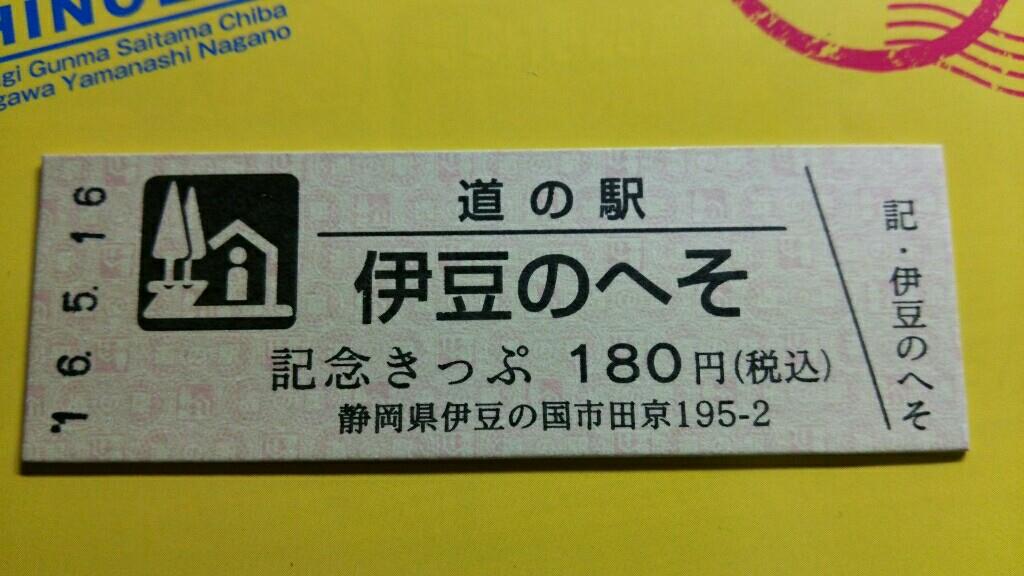 gi Gunma Saitama Chiba
gawa Yamanashi Nagano
'16. 5. 16
道の駅
伊豆のへそ
記念きっぷ 180円(税込)
静岡県伊豆の国市田京195-2
記・伊豆のへそ